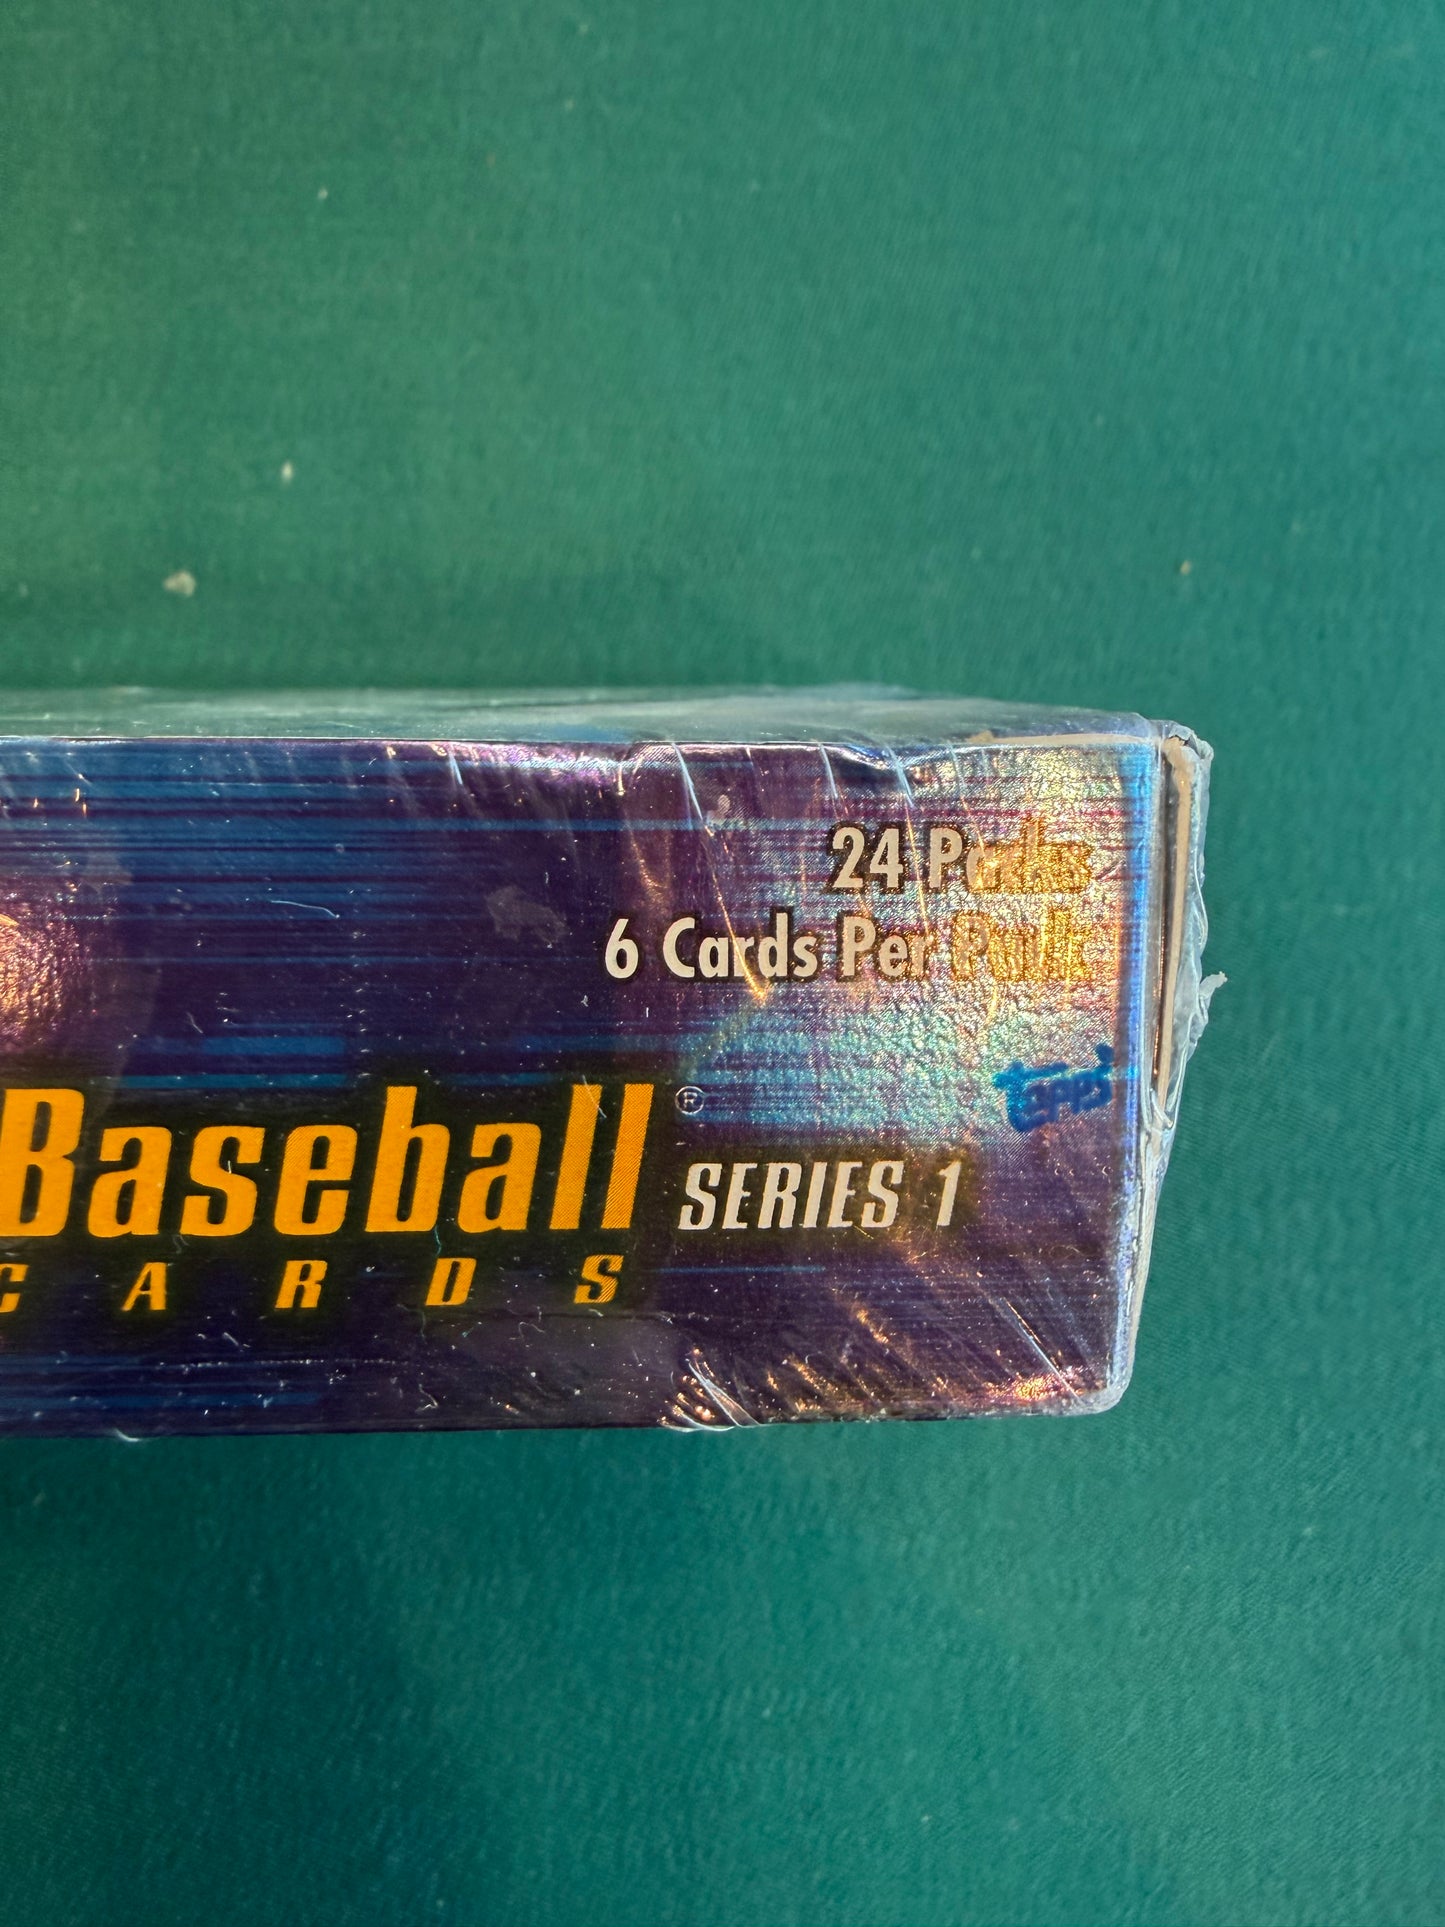 24 Packs
6 Cards Per Pack
Baseball® SERIES 1
CARDS
Topps